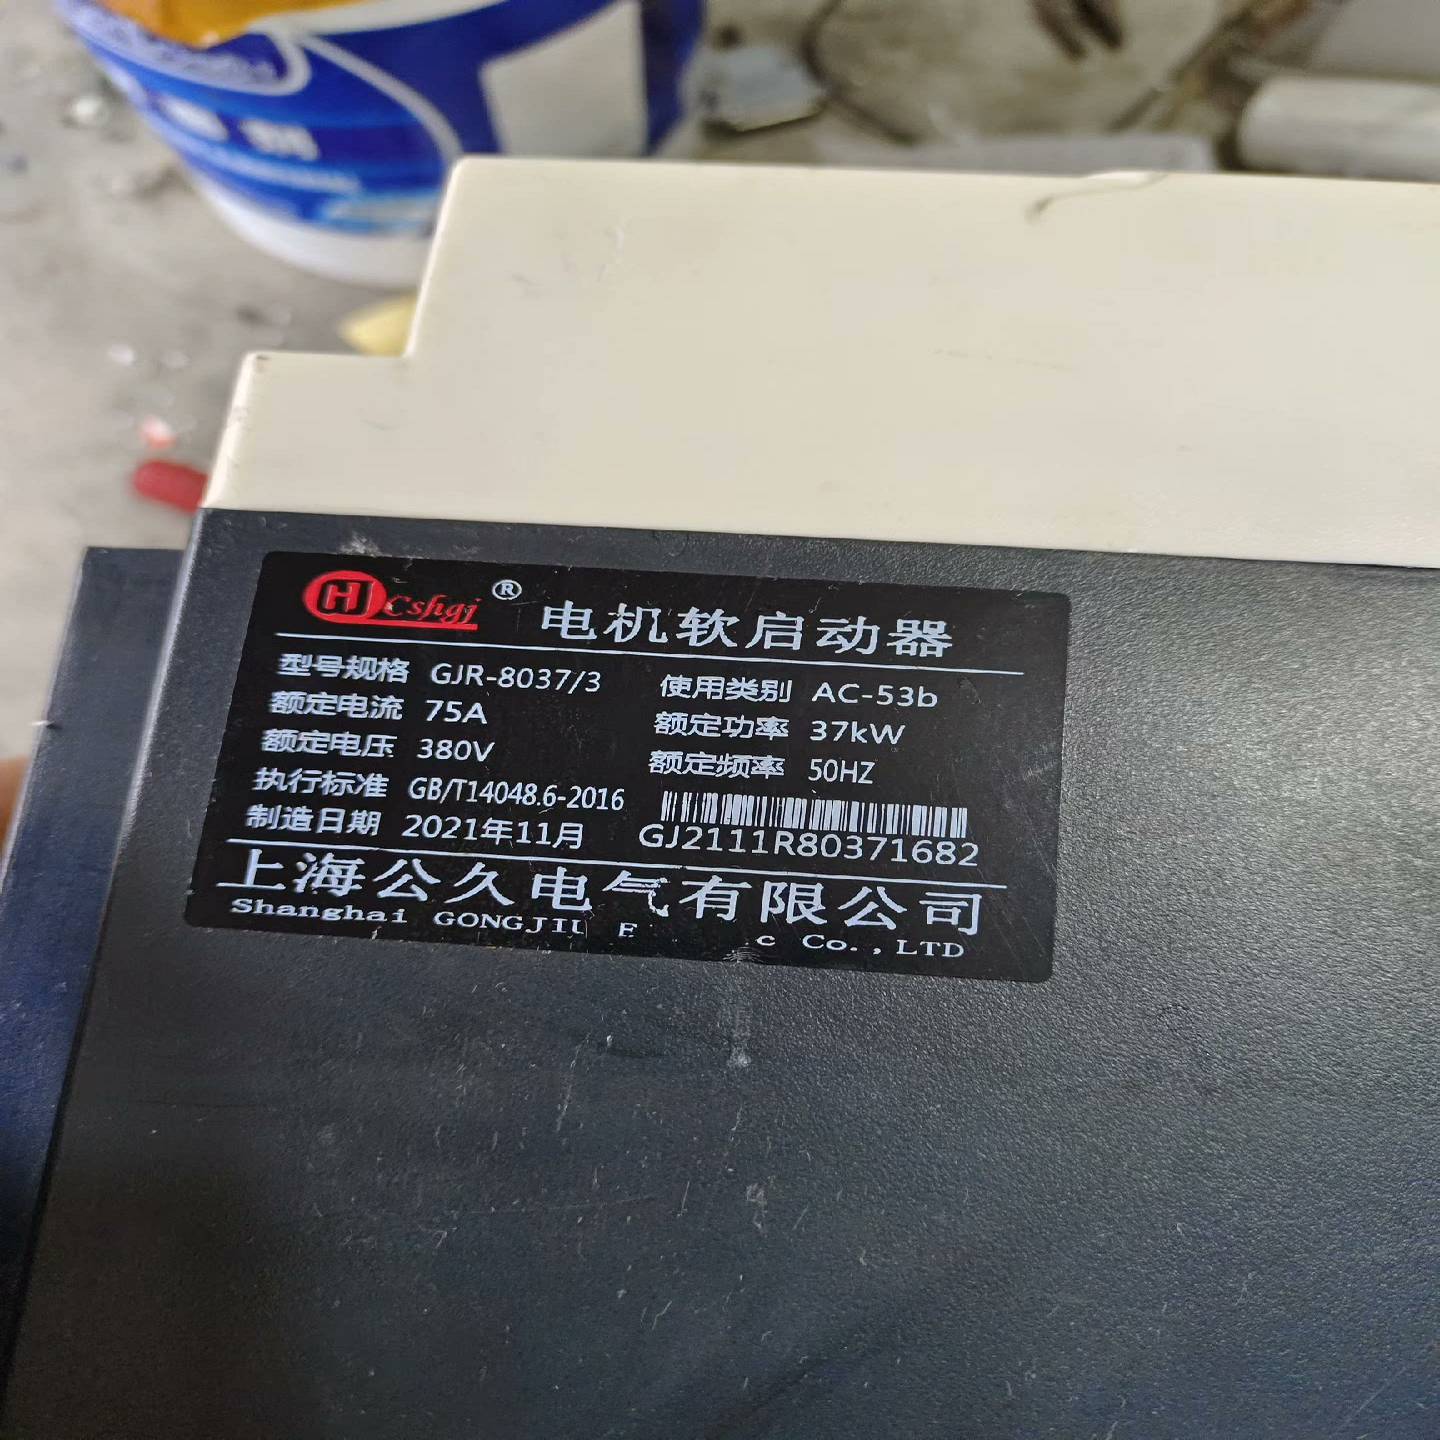 H Cshgj ® 电机软启动器
型号规格 GJR-8037/3 使用类别 AC-53b
额定电流 75A 额定功率 37kW
额定电压 380V 额定频率 50HZ
执行标准 GB/T14048.6-2016
制造日期 2021年11月 GJ2111R80371682
上海公久电气有限公司
Shanghai GONGJIU E c Co.,LTD